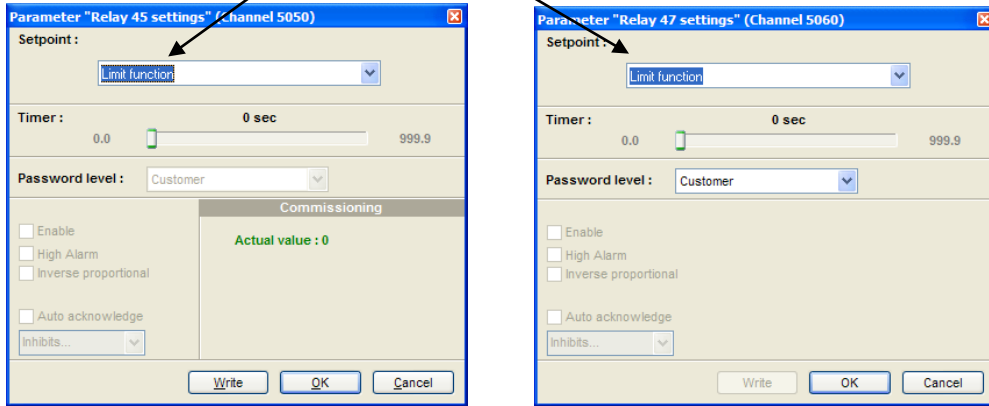 Parameter "Relay 45 settings" (Channel 5050)
Setpoint :
Limit function
Timer :
0 sec
0.0
999.9
Password level :
Customer
Commissioning
Enable
High Alarm
Inverse proportional
Actual value : 0
Auto acknowledge
Inhibits...
Write
OK
Cancel
Parameter "Relay 47 settings" (Channel 5060)
Setpoint :
Limit function
Timer :
0 sec
0.0
999.9
Password level :
Customer
Enable
High Alarm
Inverse proportional
Auto acknowledge
Inhibits...
Write
OK
Cancel